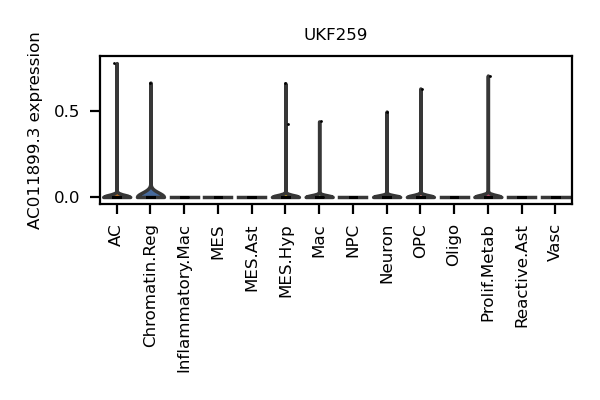 UKF259
AC011899.3 expression
0.5
0.0
AC
Chromatin.Reg
Inflammatory.Mac
MES
MES.Ast
MES.Hyp
Mac
NPC
Neuron
OPC
Oligo
Prolif.Metab
Reactive.Ast
Vasc